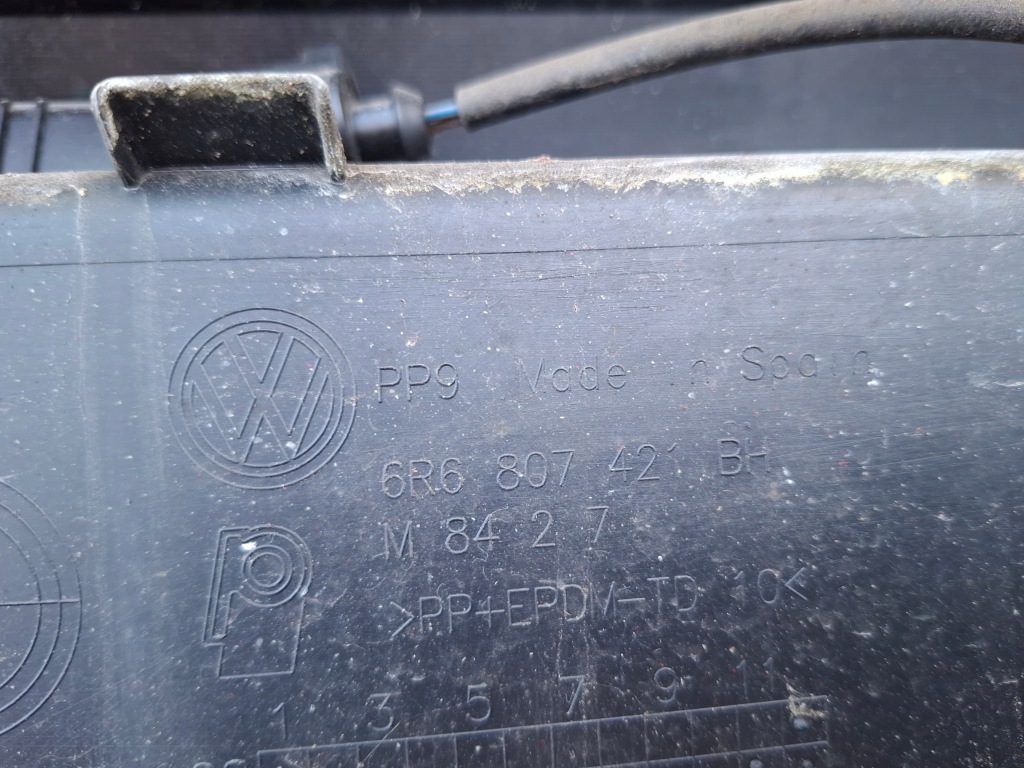 PP9 Made in Spain
6R6 807 421 BH
M 84 2 7
>PP+EPDM-TD 10<
1 3 5 7 9 11